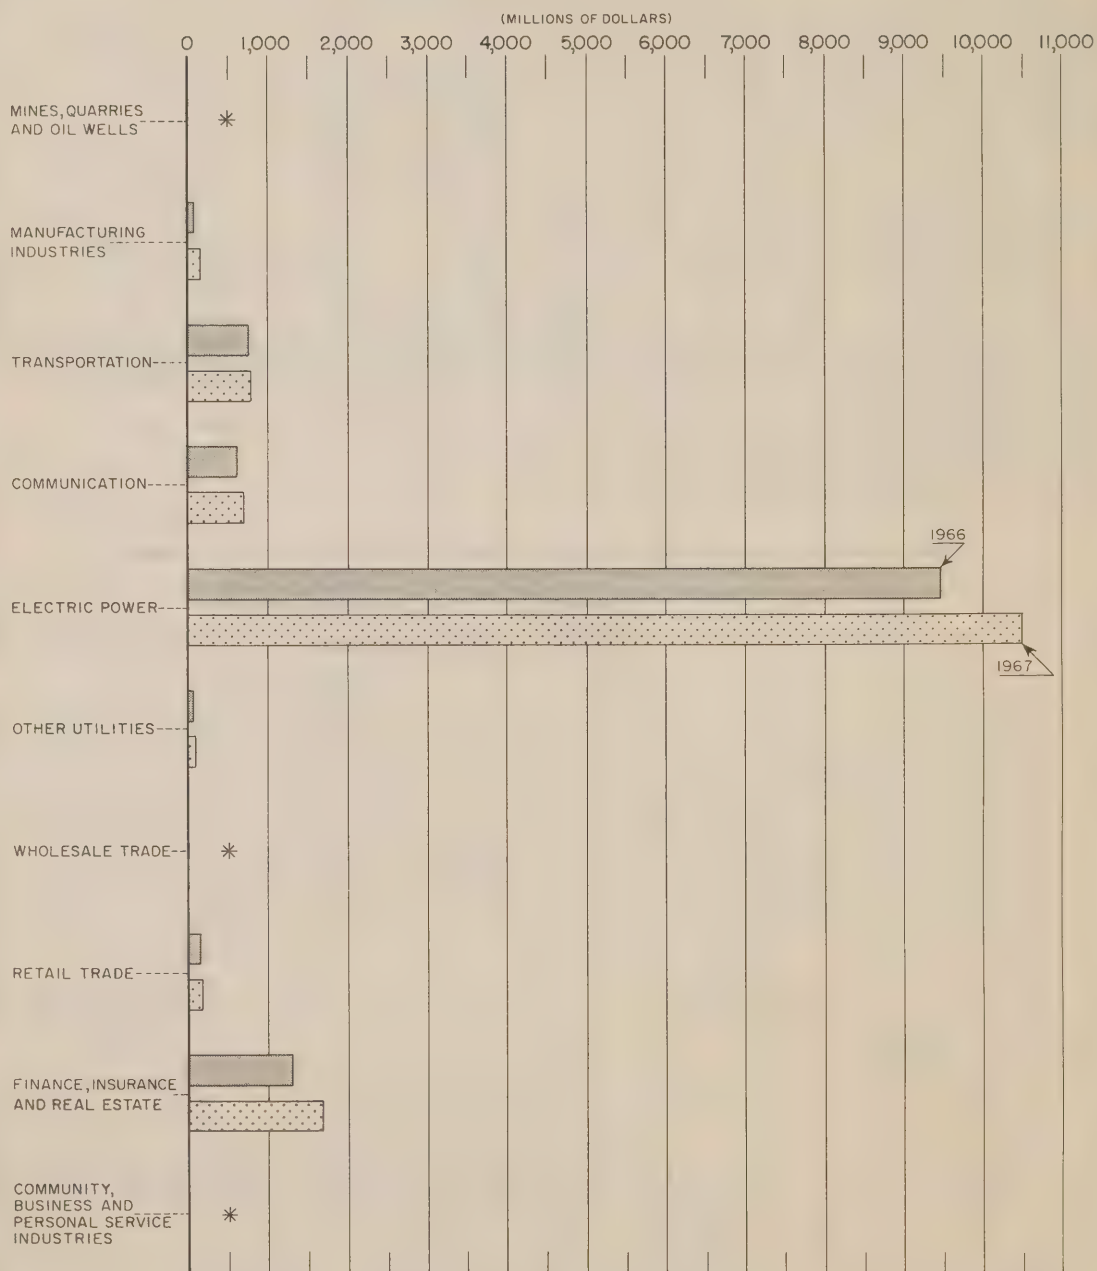 (MILLIONS OF DOLLARS)
0 1,000 2,000 3,000 4,000 5,000 6,000 7,000 8,000 9,000 10,000 11,000
MINES, QUARRIES
AND OIL WELLS
*
MANUFACTURING
INDUSTRIES
TRANSPORTATION
COMMUNICATION
1966
ELECTRIC POWER
1967
OTHER UTILITIES
WHOLESALE TRADE
*
RETAIL TRADE
FINANCE, INSURANCE
AND REAL ESTATE
COMMUNITY,
BUSINESS AND
PERSONAL SERVICE
INDUSTRIES
*